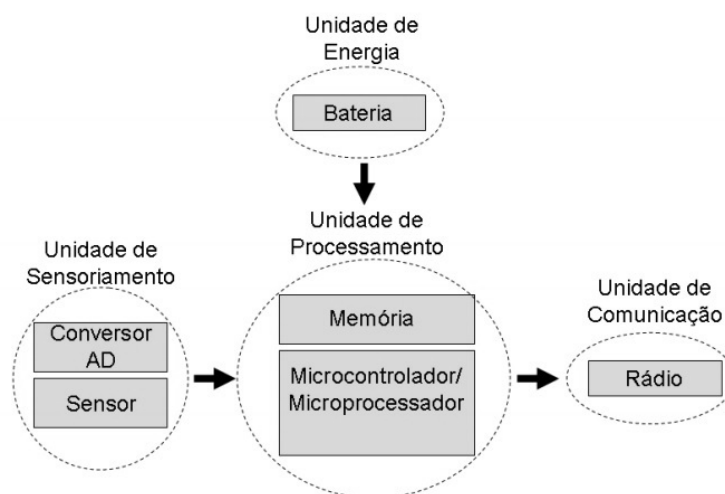 Unidade de
Energia
Bateria
Unidade de
Processamento
Unidade de
Sensoriamento
Unidade de
Comunicação
Conversor
AD
Sensor
Memória
Microcontrolador/
Microprocessador
Rádio